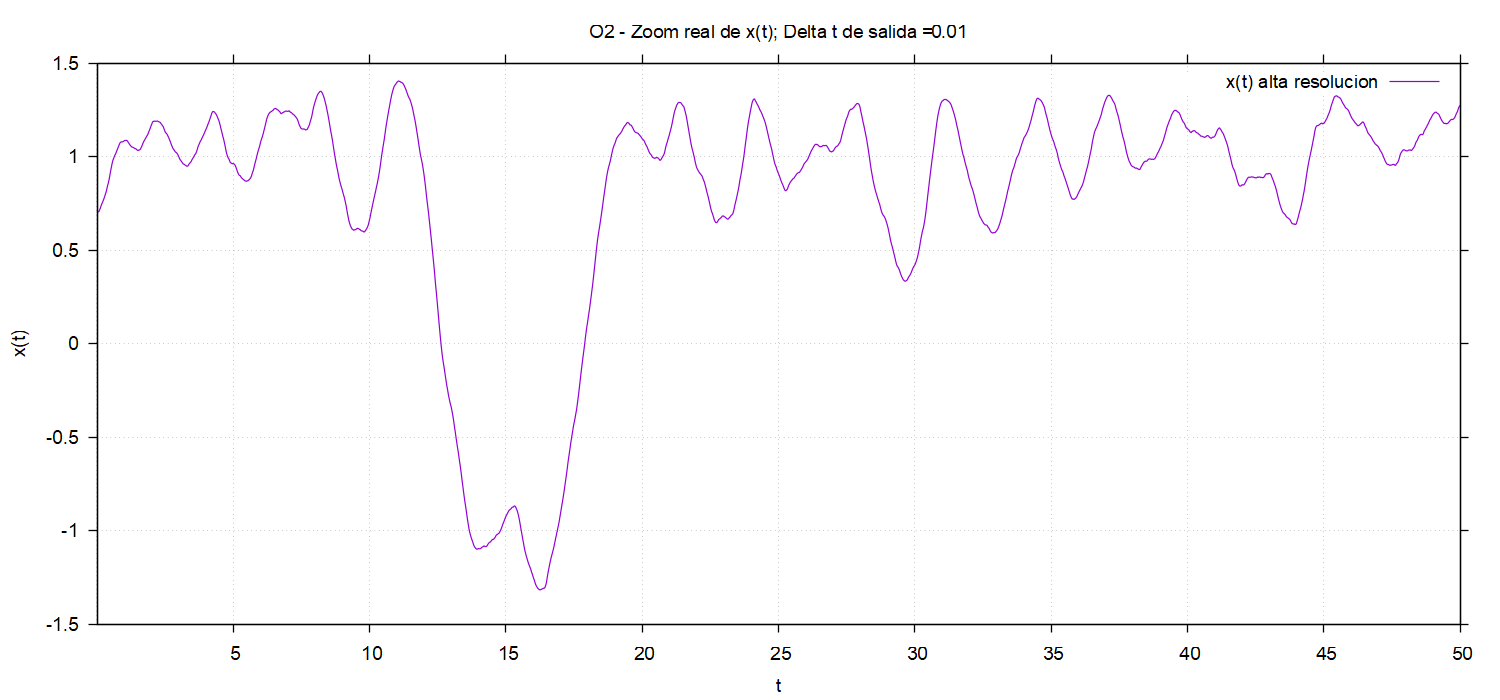 O2 - Zoom real de x(t); Delta t de salida =0.01
x(t) alta resolucion
1.5
1
0.5
0
-0.5
-1
-1.5
x(t)
5 10 15 20 25 30 35 40 45 50
t